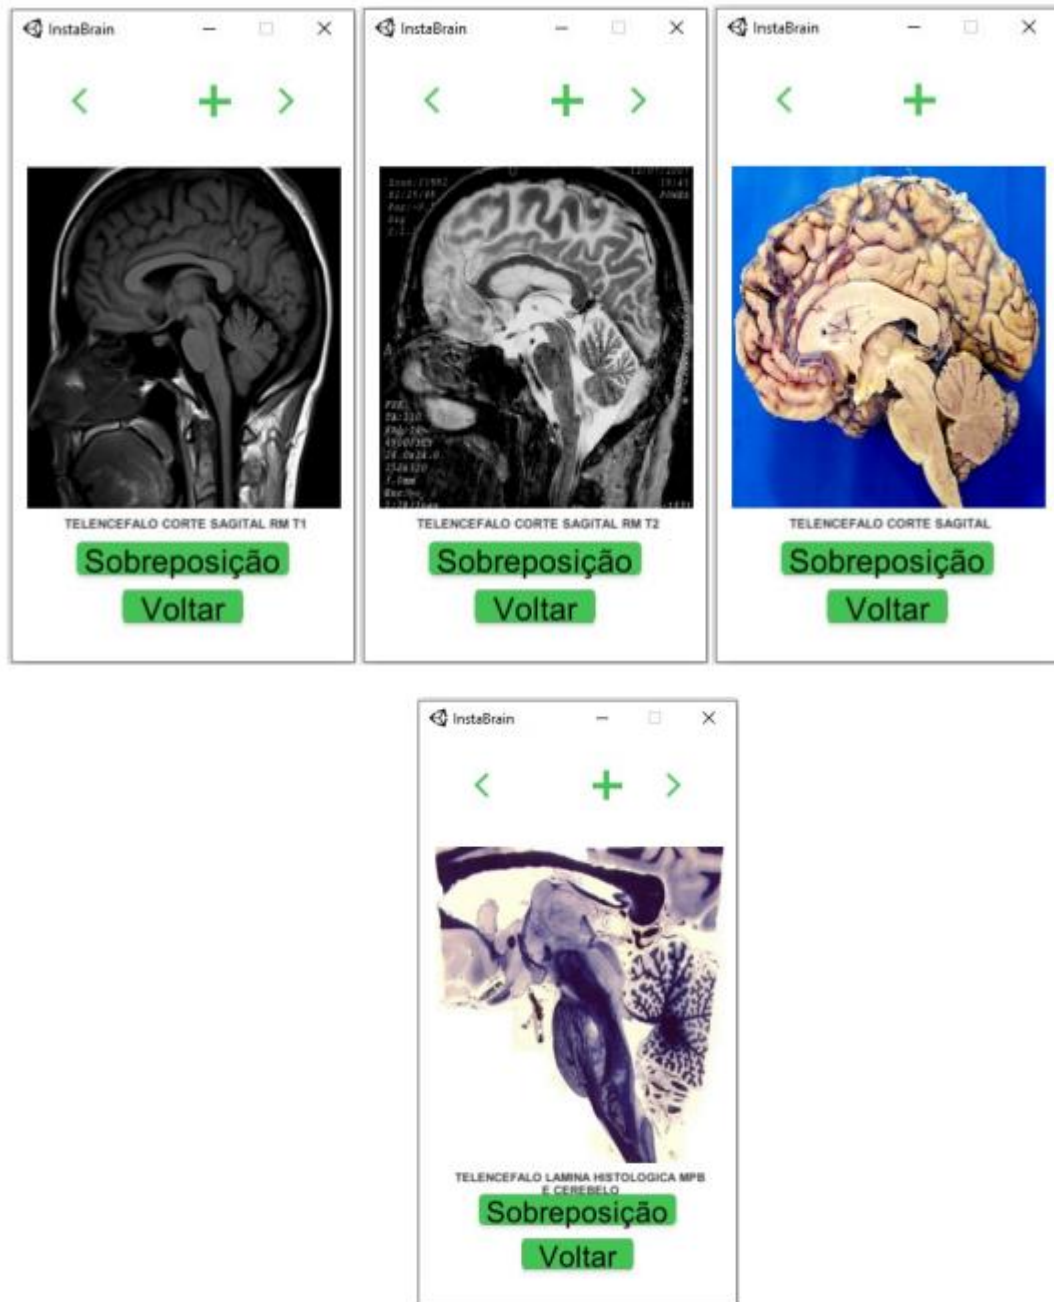 InstaBrain
TELENCEFALO CORTE SAGITAL RM T1
Sobreposição
Voltar
InstaBrain
TELENCEFALO CORTE SAGITAL RM T2
Sobreposição
Voltar
InstaBrain
TELENCEFALO CORTE SAGITAL
Sobreposição
Voltar
InstaBrain
TELENCEFALO LAMINA HISTOLOGICA MPB
E CEREBELO
Sobreposição
Voltar